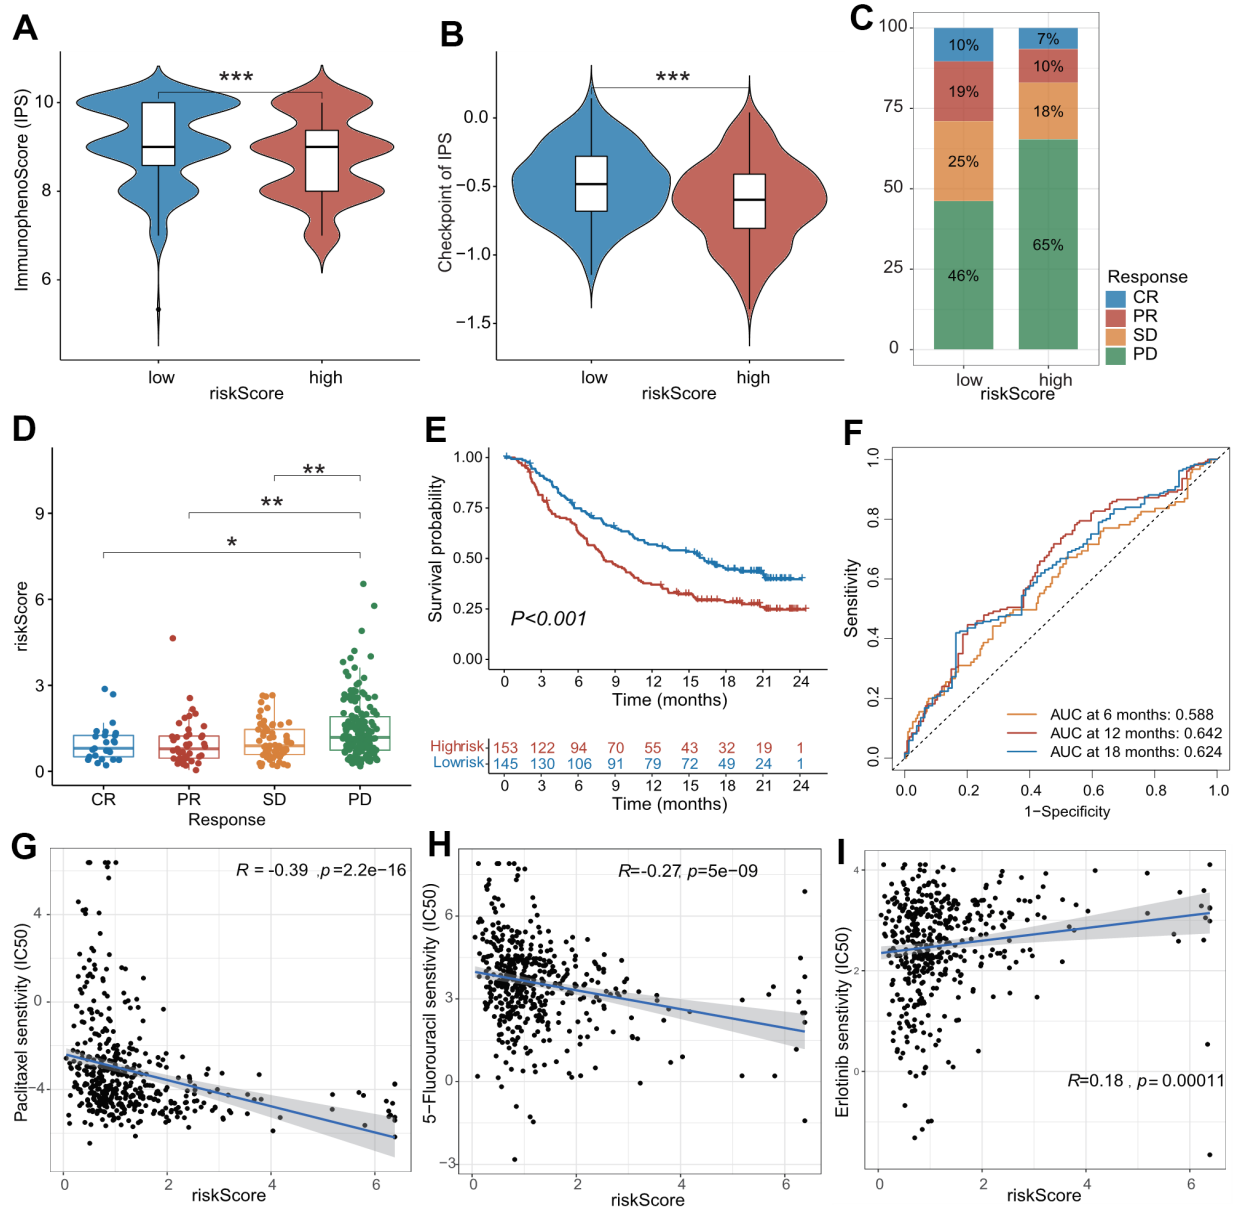 A
ImmunophenoScore (IPS)
10
8
6
***
low
high
riskScore
B
Checkpoint of IPS
0.0
−0.5
−1.0
−1.5
***
low
high
riskScore
C
100
75
50
25
0
10%
19%
25%
46%
7%
10%
18%
65%
low
high
riskScore
Response
CR
PR
SD
PD
D
riskScore
9
6
3
0
**
**
*
CR
PR
SD
PD
Response
E
Survival probability
1.00
0.75
0.50
0.25
0.00
P<0.001
0 3 6 9 12 15 18 21 24
Time (months)
Highrisk 153 122 94 70 55 43 32 19 1
Lowrisk 145 130 106 91 79 72 49 24 1
0 3 6 9 12 15 18 21 24
Time (months)
F
Sensitivity
1.0
0.8
0.6
0.4
0.2
0.0
AUC at 6 months: 0.588
AUC at 12 months: 0.642
AUC at 18 months: 0.624
0.0 0.2 0.4 0.6 0.8 1.0
1−Specificity
G
Paclitaxel senstivity (IC50)
4
0
−4
R = -0.39 ,p=2.2e−16
0 2 4 6
riskScore
H
5−Fluorouracil senstivity (IC50)
6
3
0
−3
R=-0.27, p=5e−09
0 2 4 6
riskScore
I
Erlotinib senstivity (IC50)
4
2
0
R=0.18 , p= 0.00011
0 2 4 6
riskScore